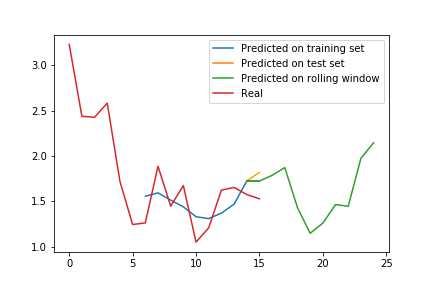 Predicted on training set
Predicted on test set
Predicted on rolling window
Real
3.0
2.5
2.0
1.5
1.0
0 5 10 15 20 25